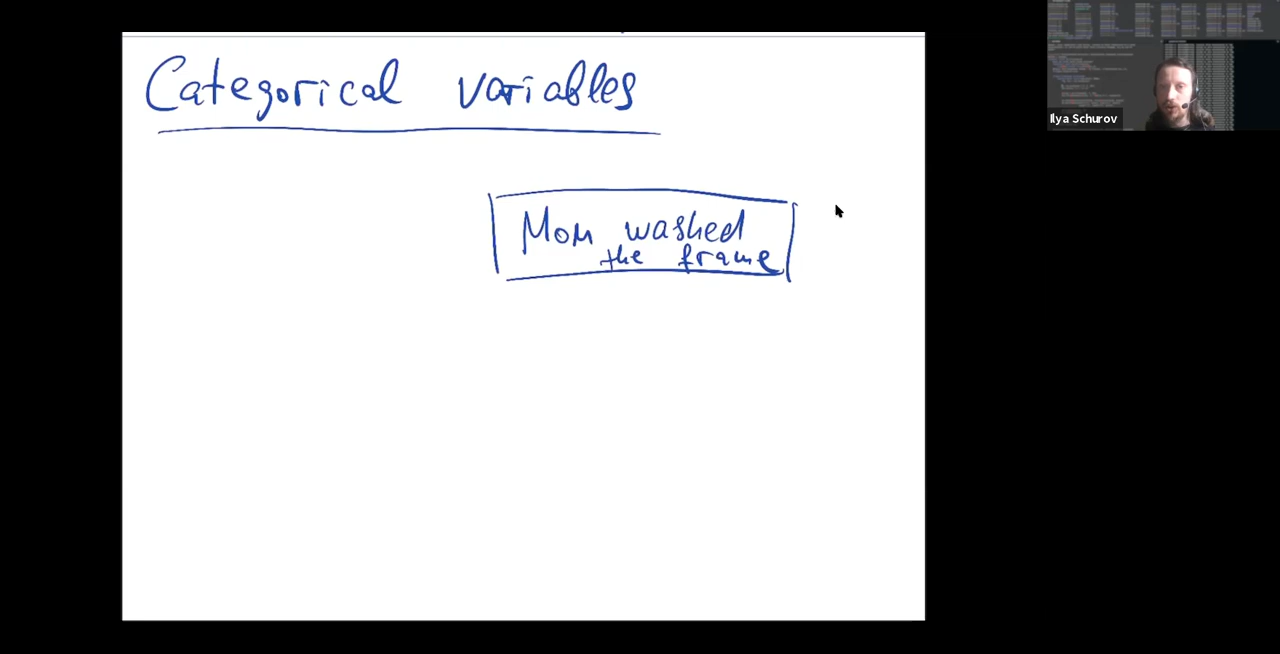 Categorical variables
Mom washed
the frame
Ilya Schurov